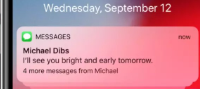 Wednesday, September 12
MESSAGES
now
Michael Dibs
I'll see you bright and early tomorrow.
4 more messages from Michael